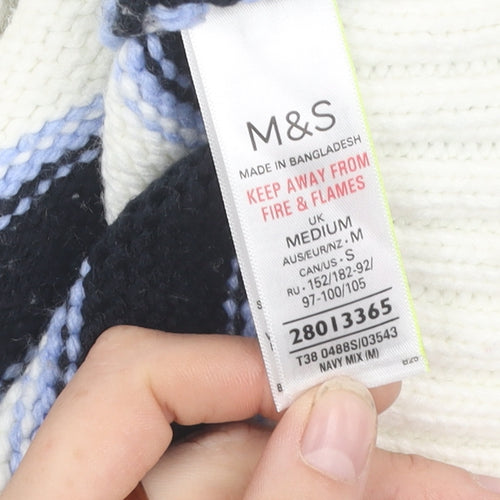 M&S
MADE IN BANGLADESH
KEEP AWAY FROM
FIRE & FLAMES
UK
MEDIUM
AUS/EUR/NZ · M
CAN/US · S
RU · 152/182-92/
97-100/105
28013365
T38 0488S/03543
NAVY MIX (M)